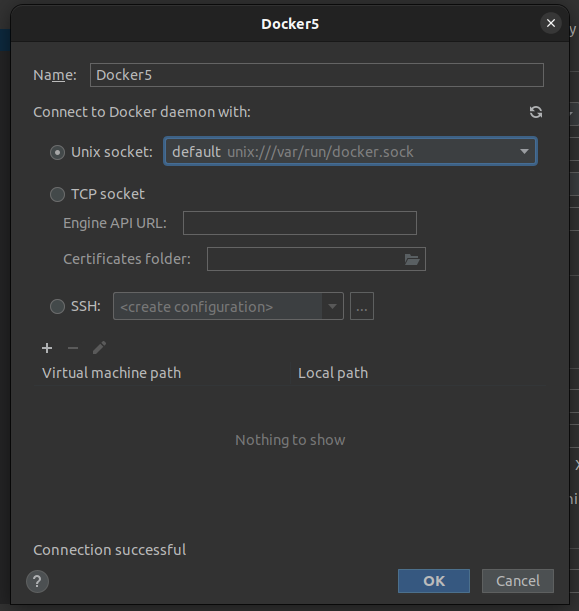 Docker5
Name: Docker5
Connect to Docker daemon with:
Unix socket: default unix:///var/run/docker.sock
TCP socket
Engine API URL:
Certificates folder:
SSH: <create configuration> ...
Virtual machine path Local path
Nothing to show
Connection successful
? OK Cancel